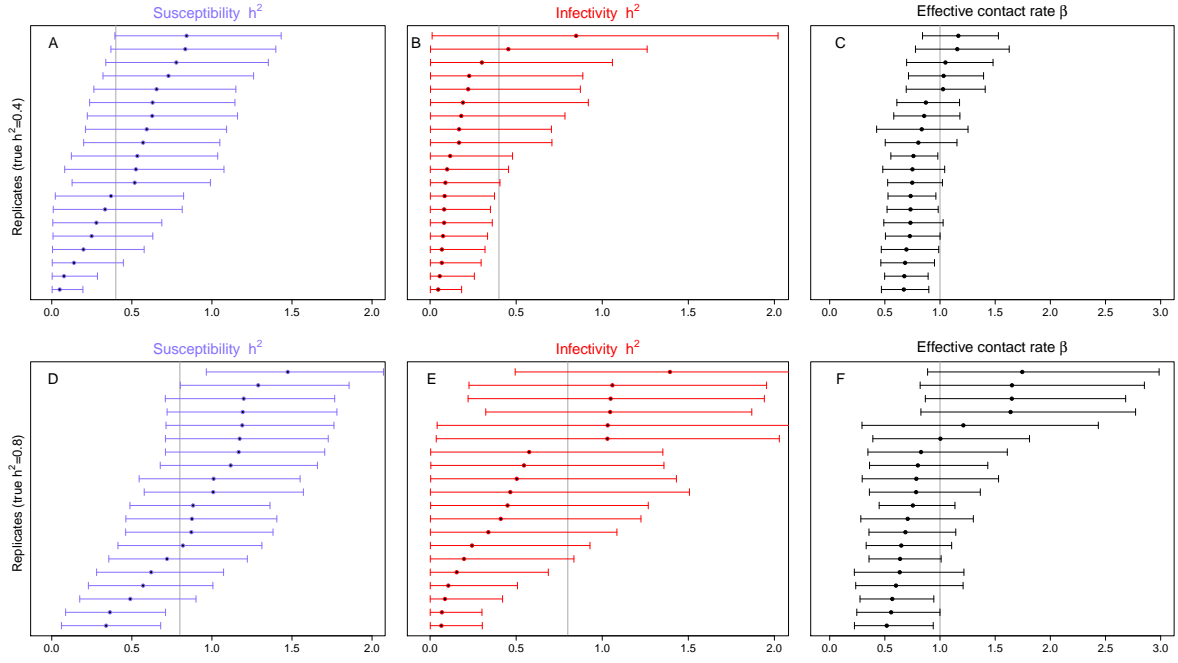 Susceptibility h²
Infectivity h²
Effective contact rate β
Replicates (true h²=0.4)
A
B
C
0.0 0.5 1.0 1.5 2.0
0.0 0.5 1.0 1.5 2.0
0.0 0.5 1.0 1.5 2.0 2.5 3.0
Susceptibility h²
Infectivity h²
Effective contact rate β
Replicates (true h²=0.8)
D
E
F
0.0 0.5 1.0 1.5 2.0
0.0 0.5 1.0 1.5 2.0
0.0 0.5 1.0 1.5 2.0 2.5 3.0